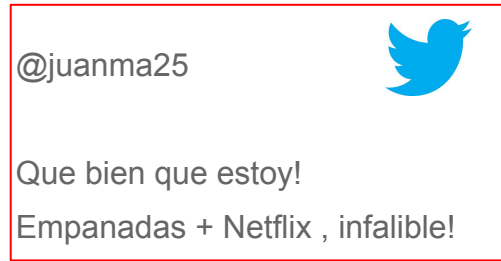 @juanma25
Que bien que estoy!
Empanadas + Netflix , infalible!